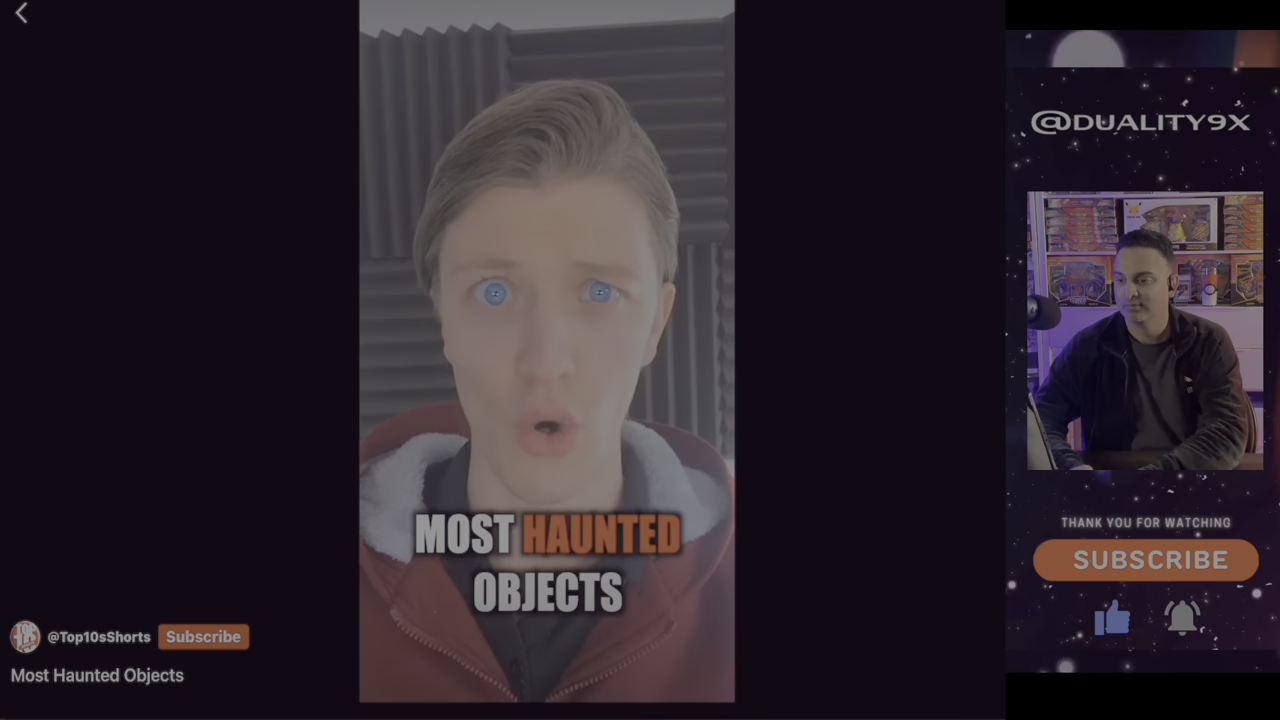 @DUALITY9X
MOST HAUNTED
OBJECTS
THANK YOU FOR WATCHING
SUBSCRIBE
@Top10sShorts Subscribe
Most Haunted Objects